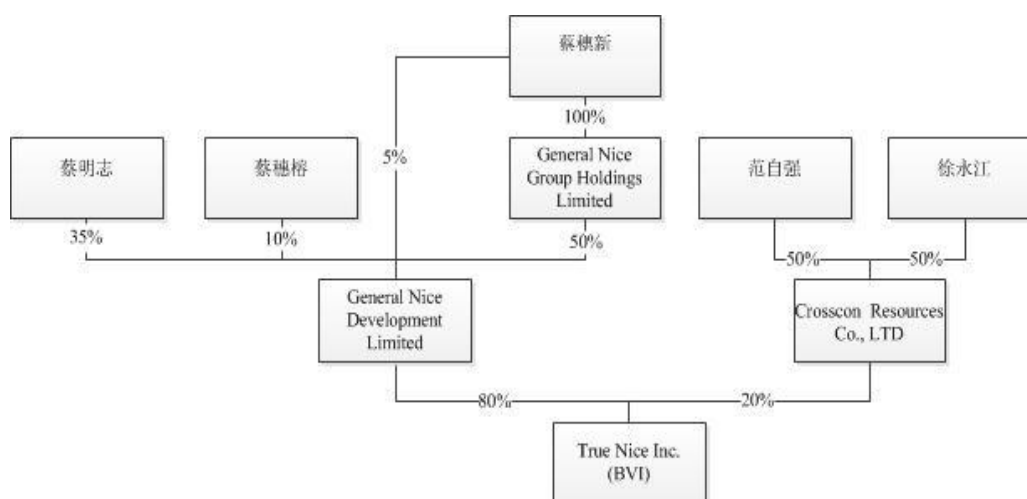 蔡穗新
100%
5%
蔡明志
蔡穗榕
General Nice
Group Holdings
Limited
范自强
徐永江
35%
10%
50%
50%
50%
General Nice
Development
Limited
Crosscon Resources
Co., LTD
80%
20%
True Nice Inc.
(BVI)